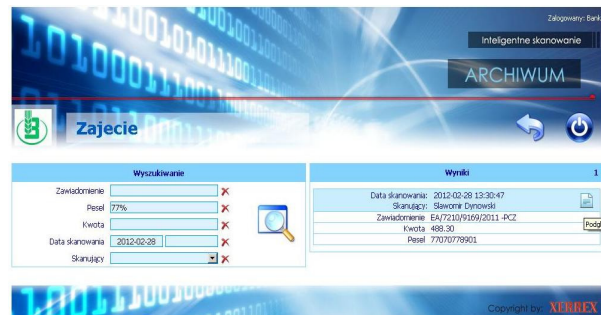 Zalogowany: Bank
Inteligentne skanowanie
ARCHIWUM
Zajecie
Wyszukiwanie
Zawiadomienie
Pesel 77%
Kwota
Data skanowania 2012-02-28
Skanujący
Wyniki 1
Data skanowania: 2012-02-28 13:30:47
Skanujący: Sławomir Dynowski
Zawiadomienie EA/7210/9169/2011 -PCZ
Kwota 488.30
Pesel 77070778901
Podgl
Copyright by: XERREX